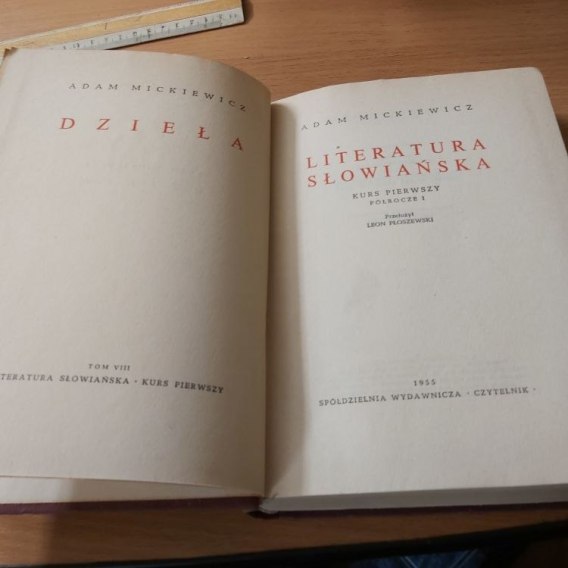 ADAM MICKIEWICZ
DZIEŁA
TOM VIII
TERATURA SŁOWIAŃSKA · KURS PIERWSZY
ADAM MICKIEWICZ
LITERATURA
SŁOWIAŃSKA
KURS PIERWSZY
PÓŁROCZE I
Przełożył
LEON PŁOSZEWSKI
1955
SPÓŁDZIELNIA WYDAWNICZA · CZYTELNIK ·